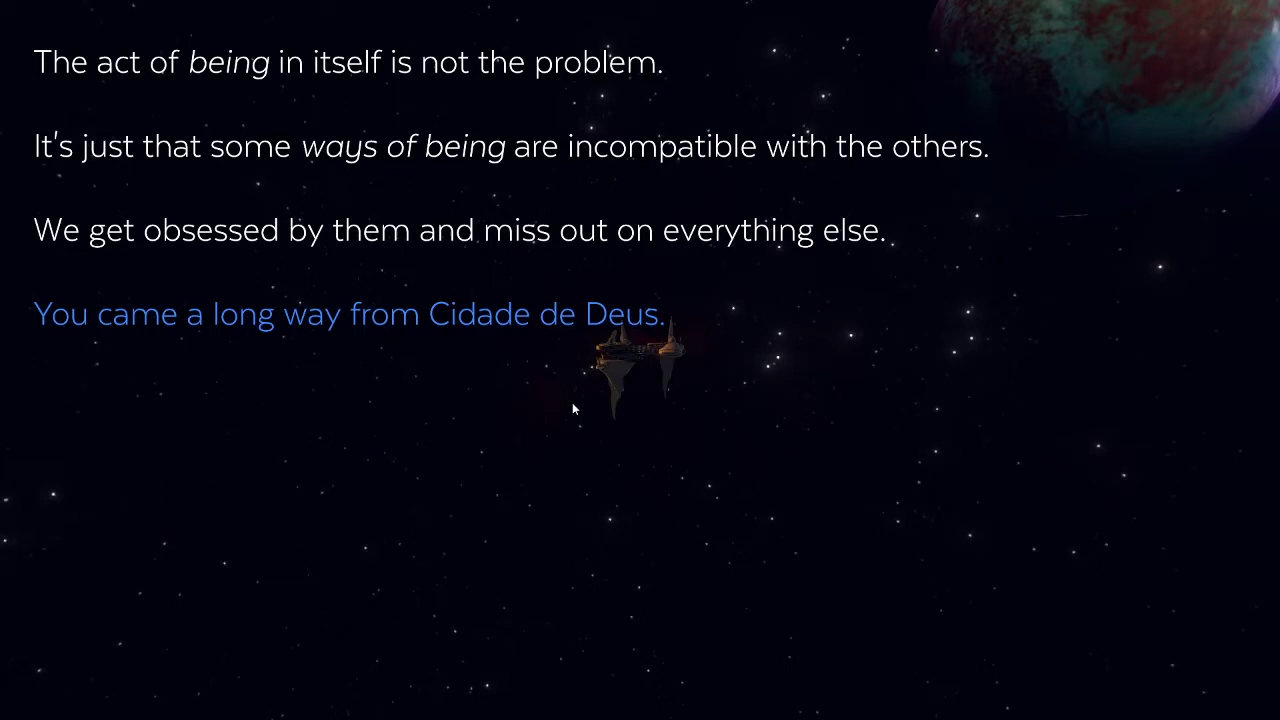 The act of being in itself is not the problem.
It's just that some ways of being are incompatible with the others.
We get obsessed by them and miss out on everything else.
You came a long way from Cidade de Deus.